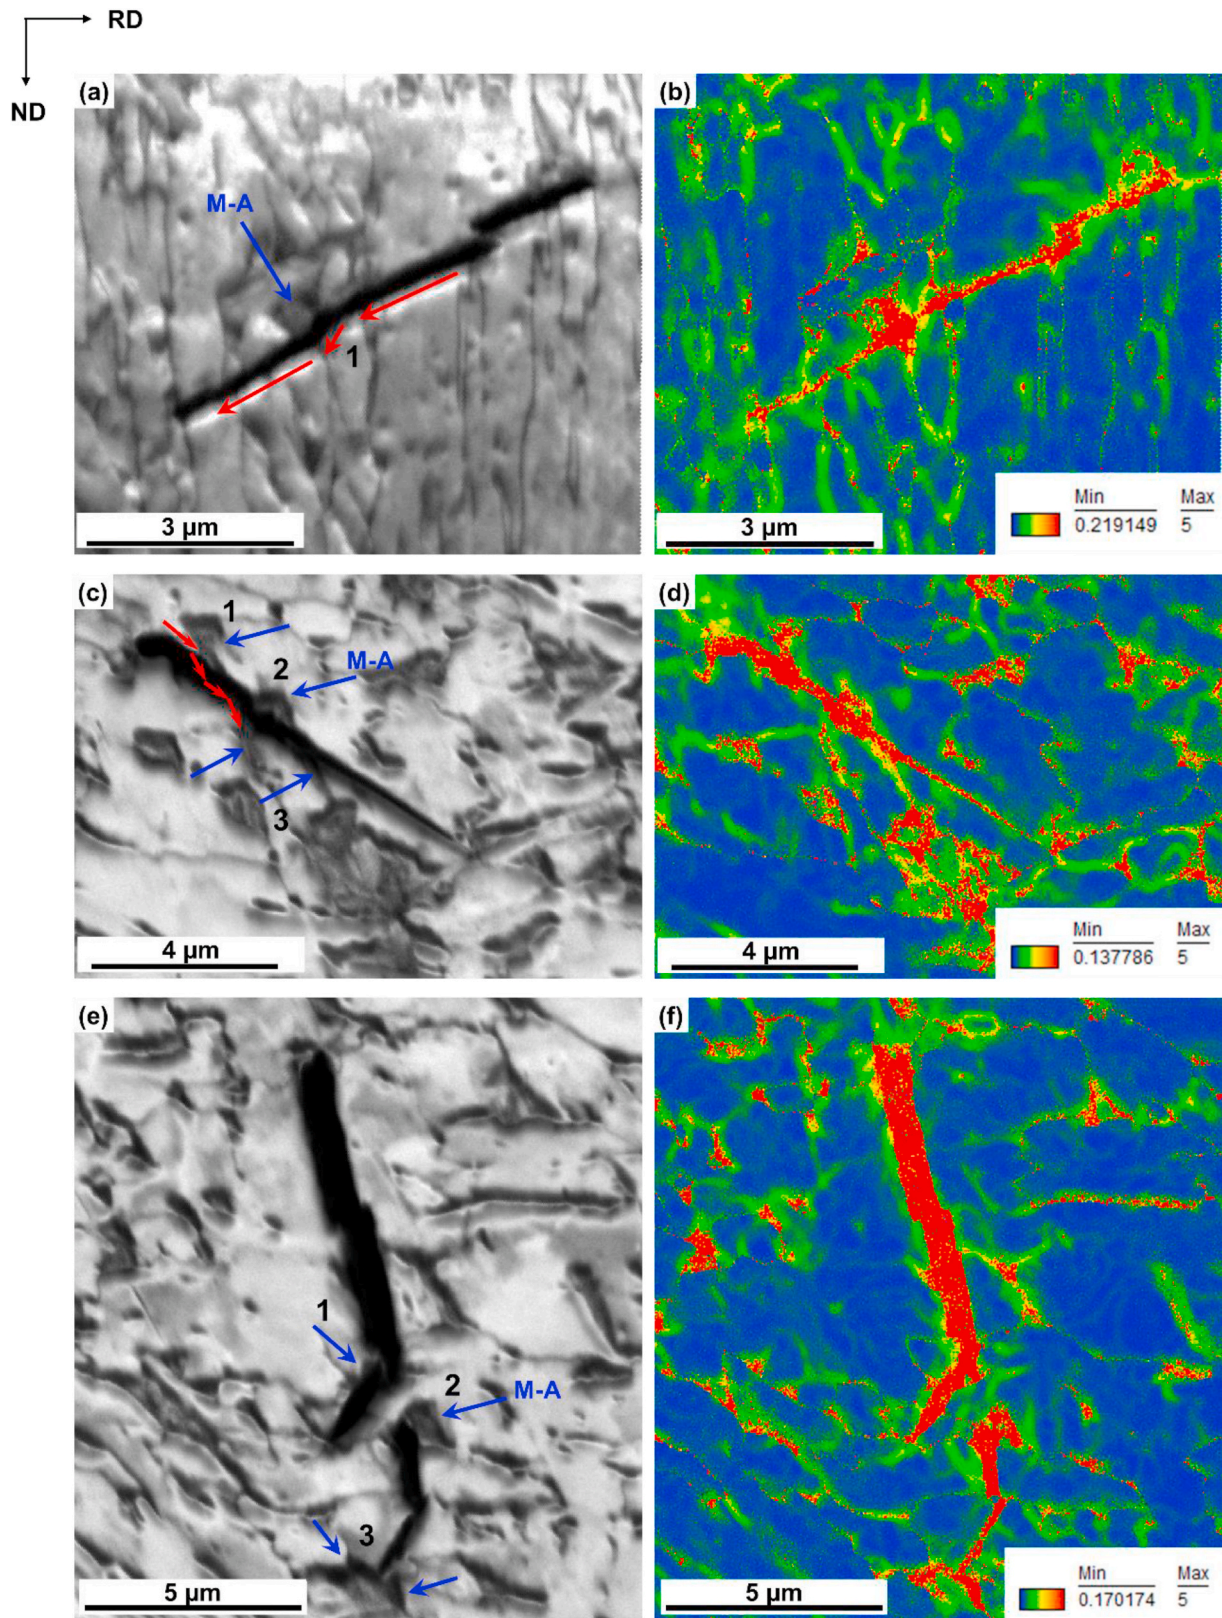 RD
ND
(a)
M-A
1
3 μm
(b)
Min Max
0.219149 5
3 μm
(c)
1
2
M-A
3
4 μm
(d)
Min Max
0.137786 5
4 μm
(e)
1
2
M-A
3
5 μm
(f)
Min Max
0.170174 5
5 μm